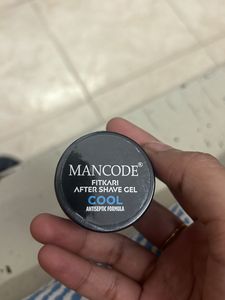 MANCODE®
FITKARI
AFTER SHAVE GEL
COOL
ANTISEPTIC FORMULA